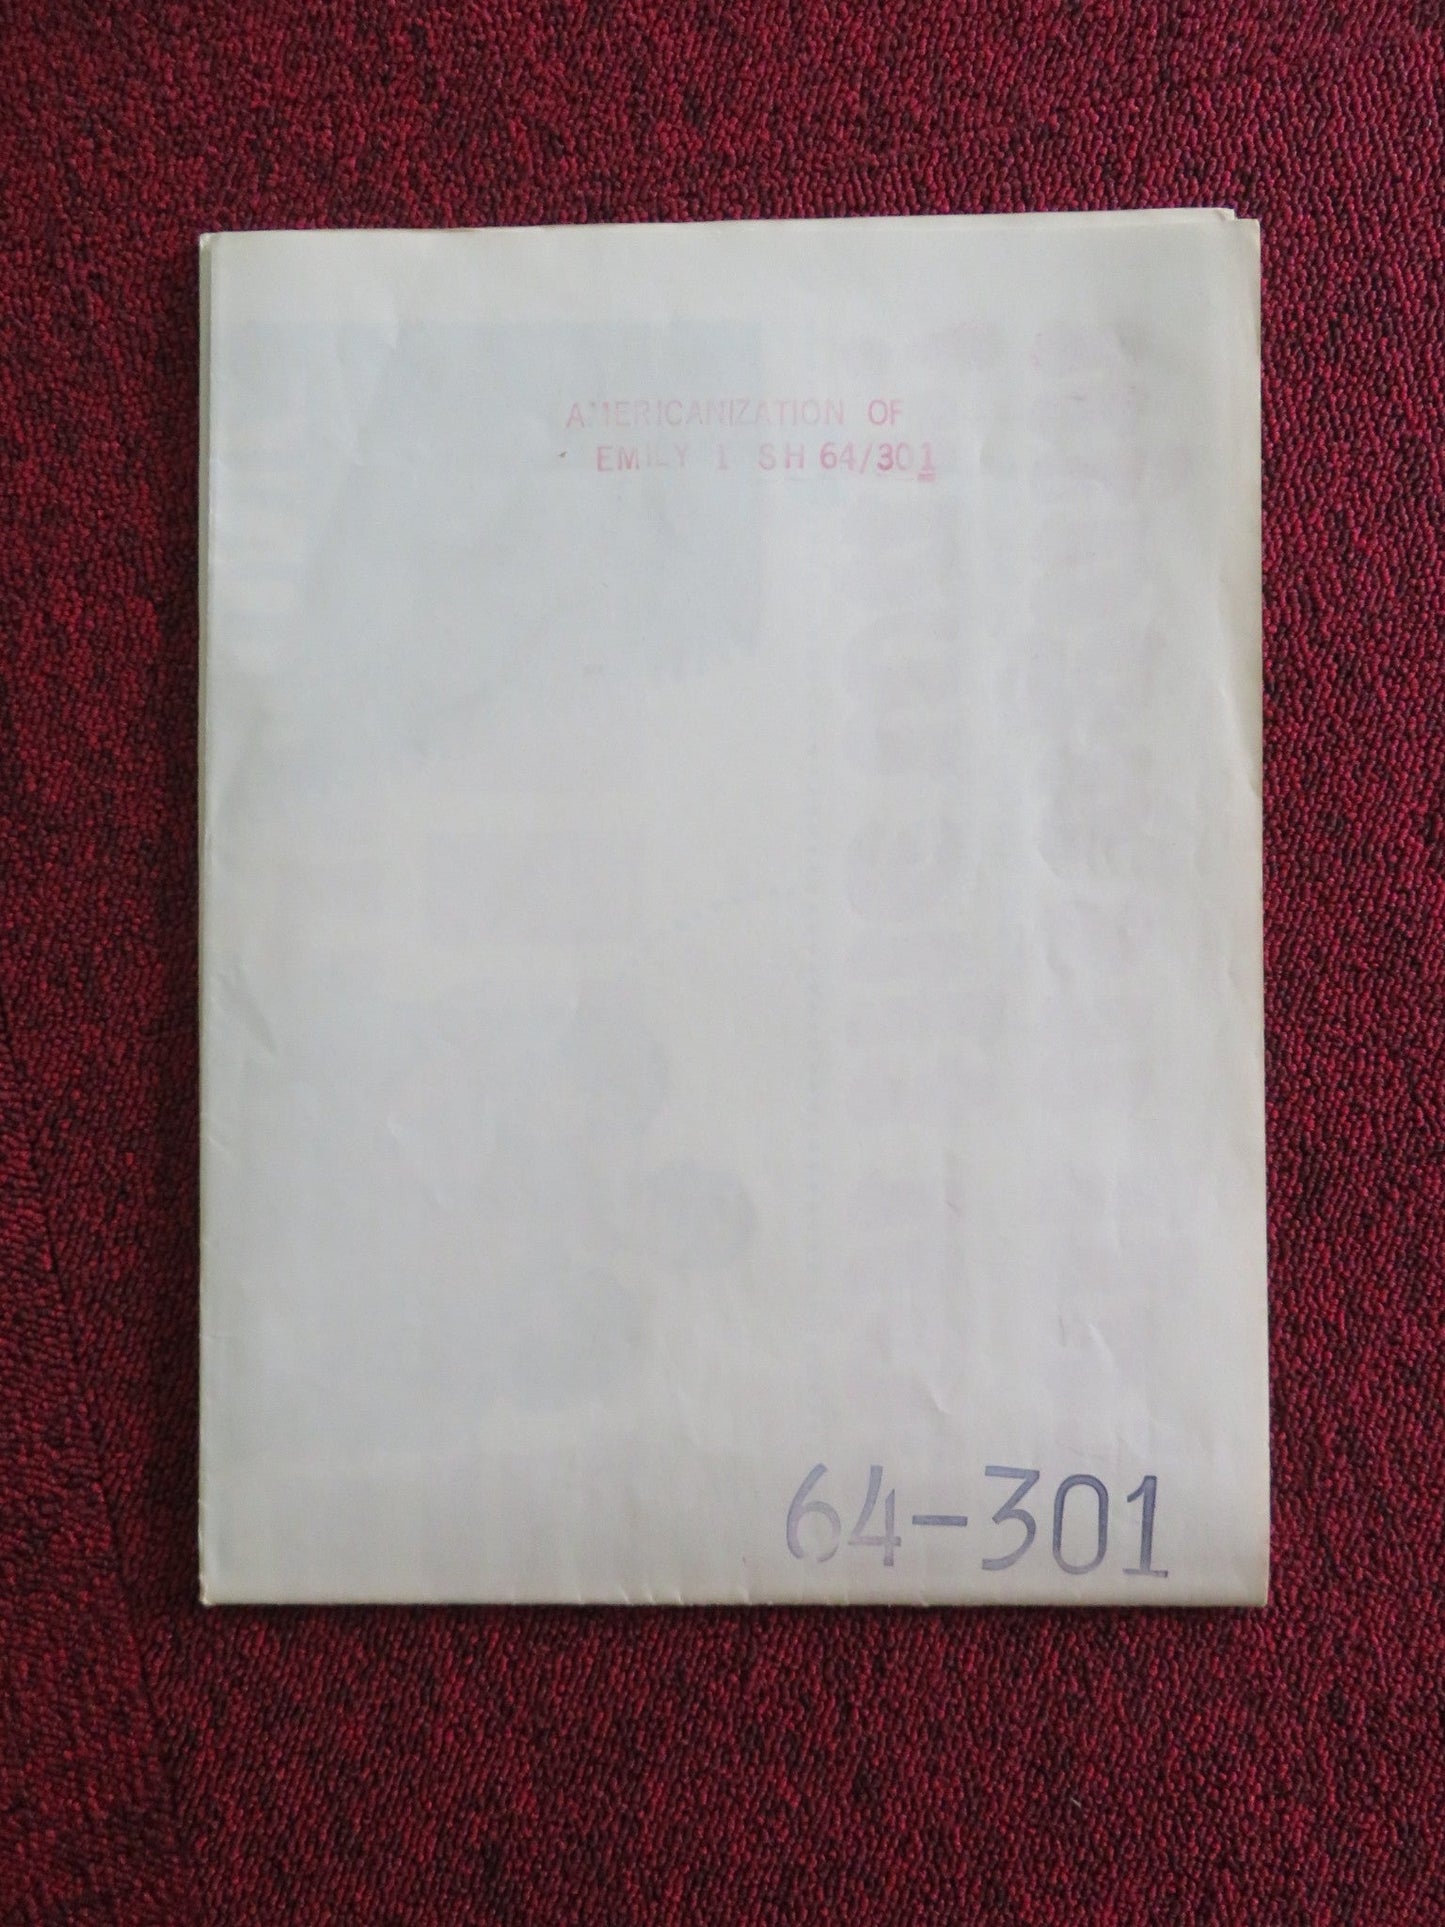 AMERICANIZATION OF
EMILY 1 SH 64/301
64-301